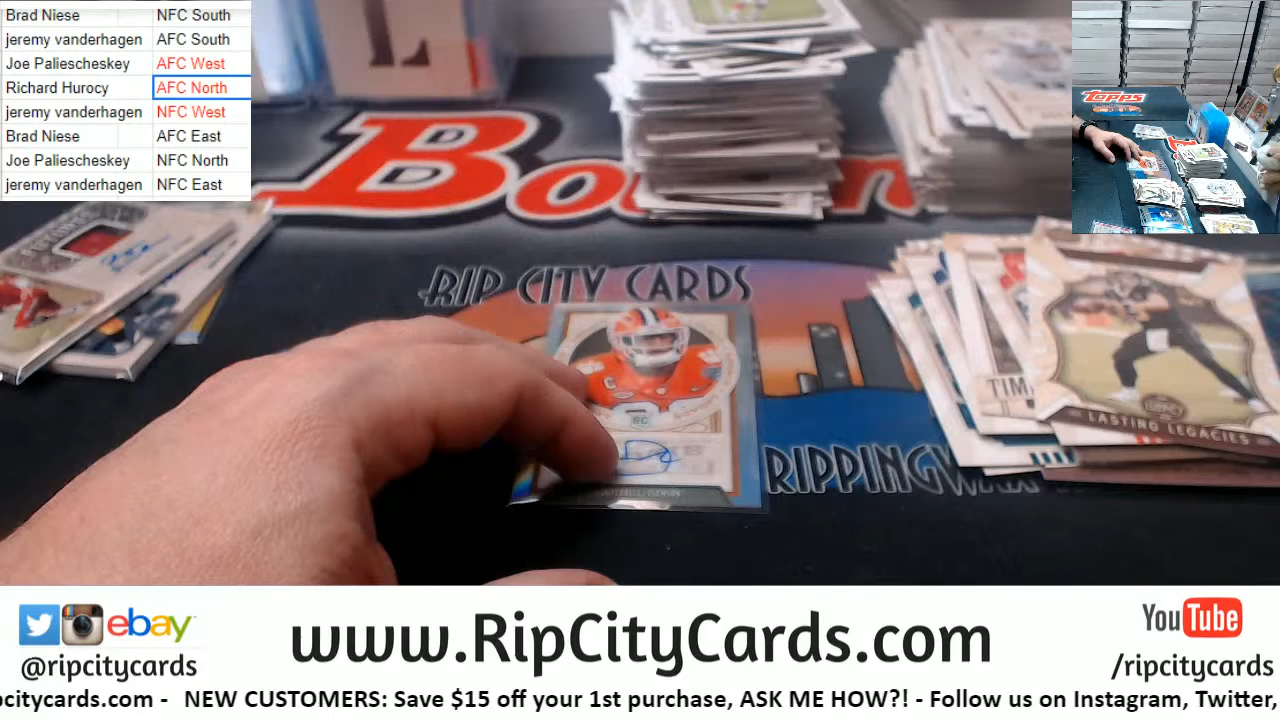 Brad Niese NFC South
jeremy vanderhagen AFC South
Joe Paliescheskey AFC West
Richard Hurocy AFC North
jeremy vanderhagen NFC West
Brad Niese AFC East
Joe Paliescheskey NFC North
jeremy vanderhagen NFC East
L
Topps
Bo
RIP CITY CARDS
RC
TIM
LASTING LEGACIES
RIPPINGWAX
ebay
@ripcitycards
www.RipCityCards.com
YouTube
/ripcitycards
pcitycards.com - NEW CUSTOMERS: Save $15 off your 1st purchase, ASK ME HOW?! - Follow us on Instagram, Twitter,